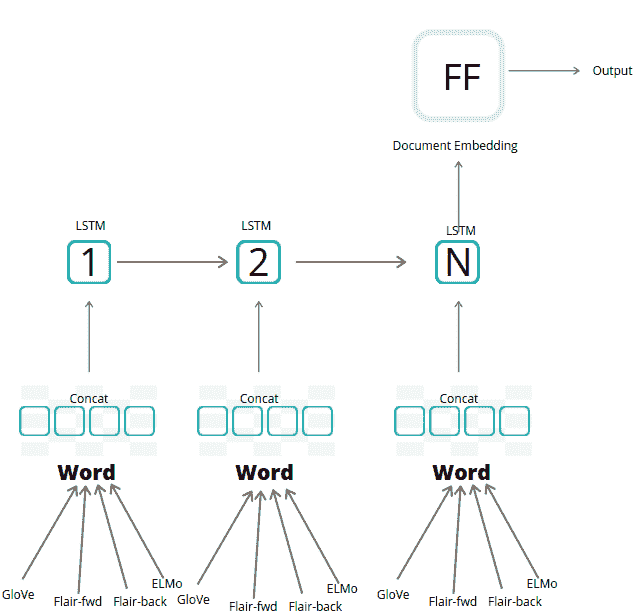 FF
Output
Document Embedding
LSTM
LSTM
LSTM
1
2
N
Concat
Concat
Concat
Word
Word
Word
GloVe
Flair-fwd
Flair-back
ELMo
GloVe
Flair-fwd
Flair-back
ELMo
GloVe
Flair-fwd
Flair-back
ELMo